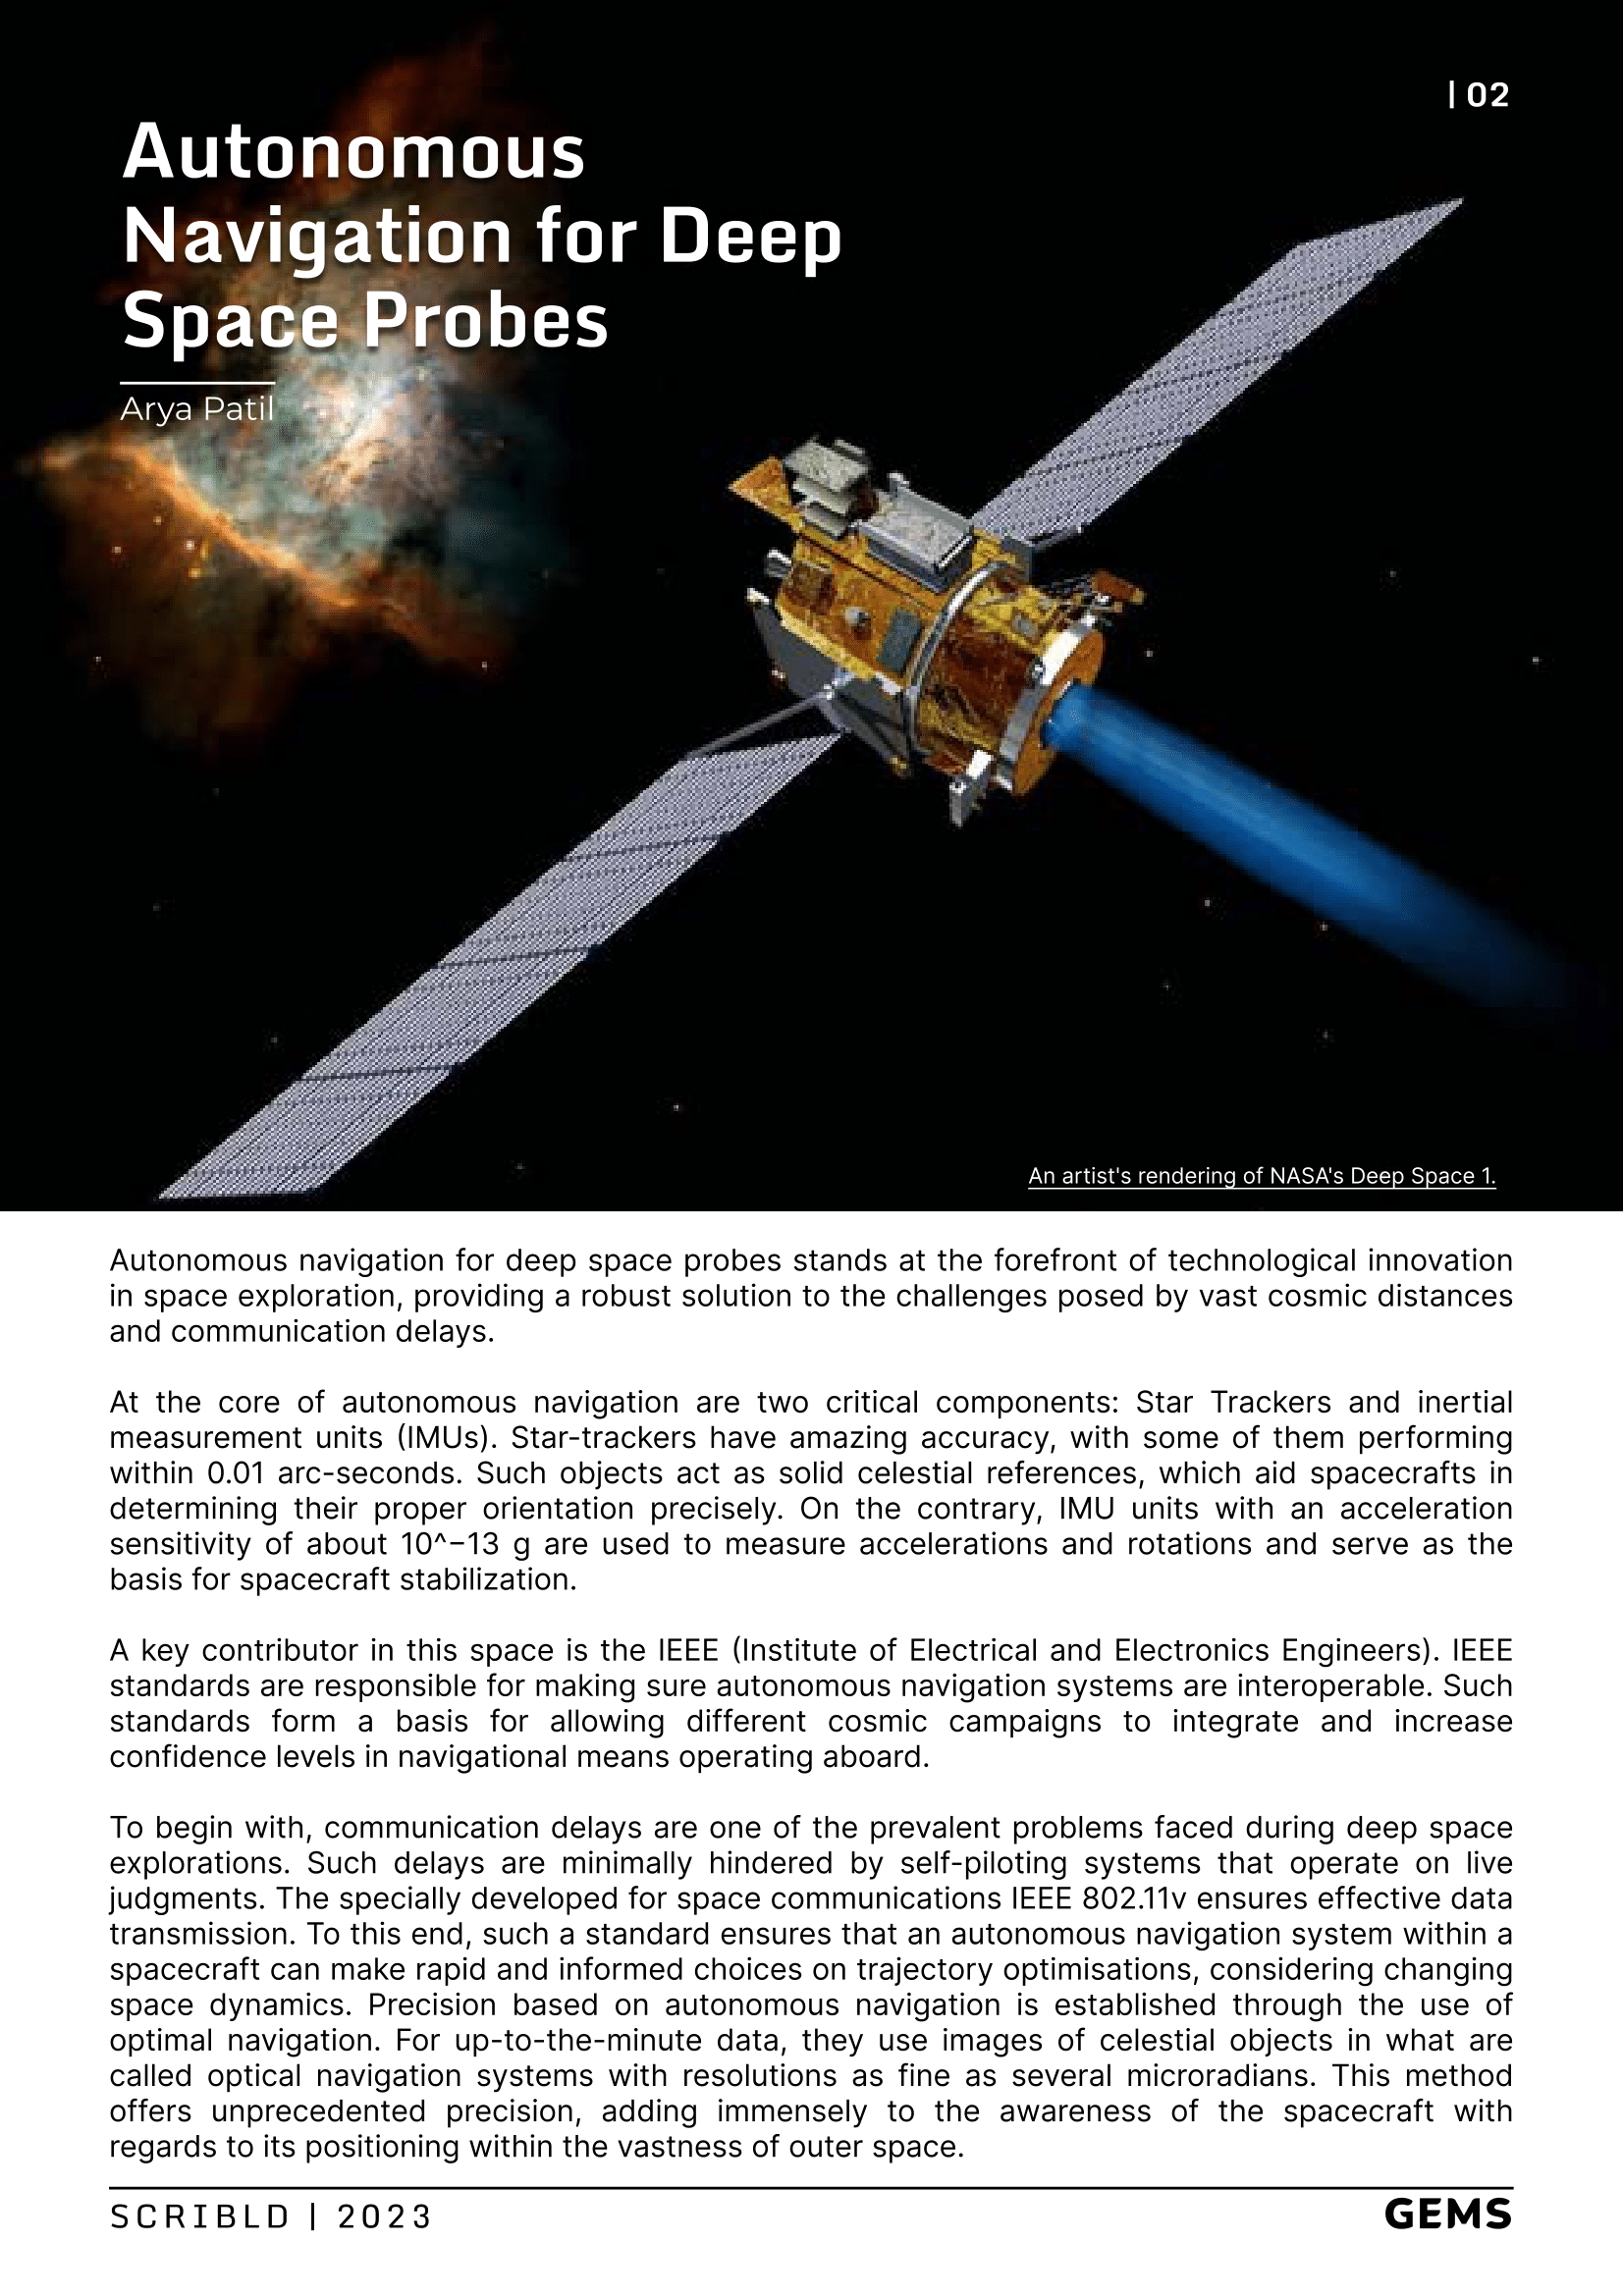 | 02
Autonomous
Navigation for Deep
Space Probes
Arya Patil
An artist's rendering of NASA's Deep Space 1.
Autonomous navigation for deep space probes stands at the forefront of technological innovation
in space exploration, providing a robust solution to the challenges posed by vast cosmic distances
and communication delays.
At the core of autonomous navigation are two critical components: Star Trackers and inertial
measurement units (IMUs). Star-trackers have amazing accuracy, with some of them performing
within 0.01 arc-seconds. Such objects act as solid celestial references, which aid spacecrafts in
determining their proper orientation precisely. On the contrary, IMU units with an acceleration
sensitivity of about 10^−13 g are used to measure accelerations and rotations and serve as the
basis for spacecraft stabilization.
A key contributor in this space is the IEEE (Institute of Electrical and Electronics Engineers). IEEE
standards are responsible for making sure autonomous navigation systems are interoperable. Such
standards form a basis for allowing different cosmic campaigns to integrate and increase
confidence levels in navigational means operating aboard.
To begin with, communication delays are one of the prevalent problems faced during deep space
explorations. Such delays are minimally hindered by self-piloting systems that operate on live
judgments. The specially developed for space communications IEEE 802.11v ensures effective data
transmission. To this end, such a standard ensures that an autonomous navigation system within a
spacecraft can make rapid and informed choices on trajectory optimisations, considering changing
space dynamics. Precision based on autonomous navigation is established through the use of
optimal navigation. For up-to-the-minute data, they use images of celestial objects in what are
called optical navigation systems with resolutions as fine as several microradians. This method
offers unprecedented precision, adding immensely to the awareness of the spacecraft with
regards to its positioning within the vastness of outer space.
SCRIBLD | 2023
GEMS